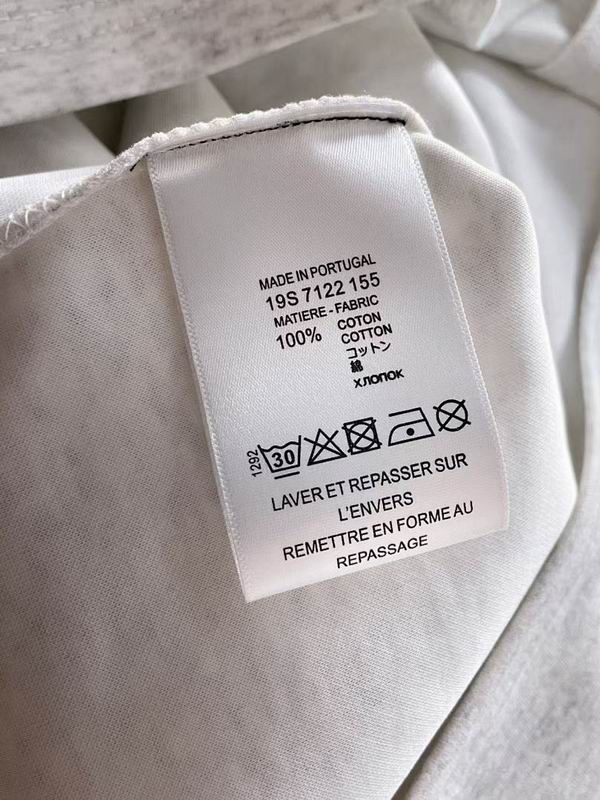 MADE IN PORTUGAL
19S 7122 155
MATIERE - FABRIC
100% COTON
COTTON
コットン
綿
ХЛОПОК
1292
30
LAVER ET REPASSER SUR
L'ENVERS
REMETTRE EN FORME AU
REPASSAGE